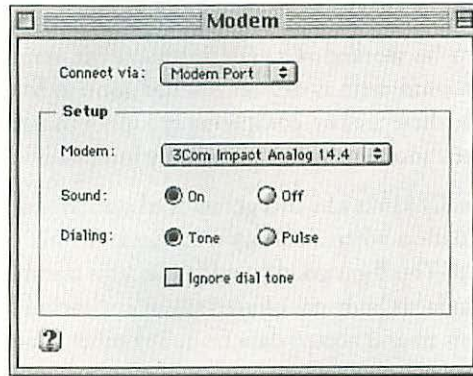 Modem
Connect via: Modem Port
Setup
Modem: 3Com Impact Analog 14.4
Sound: On Off
Dialing: Tone Pulse
Ignore dial tone
?